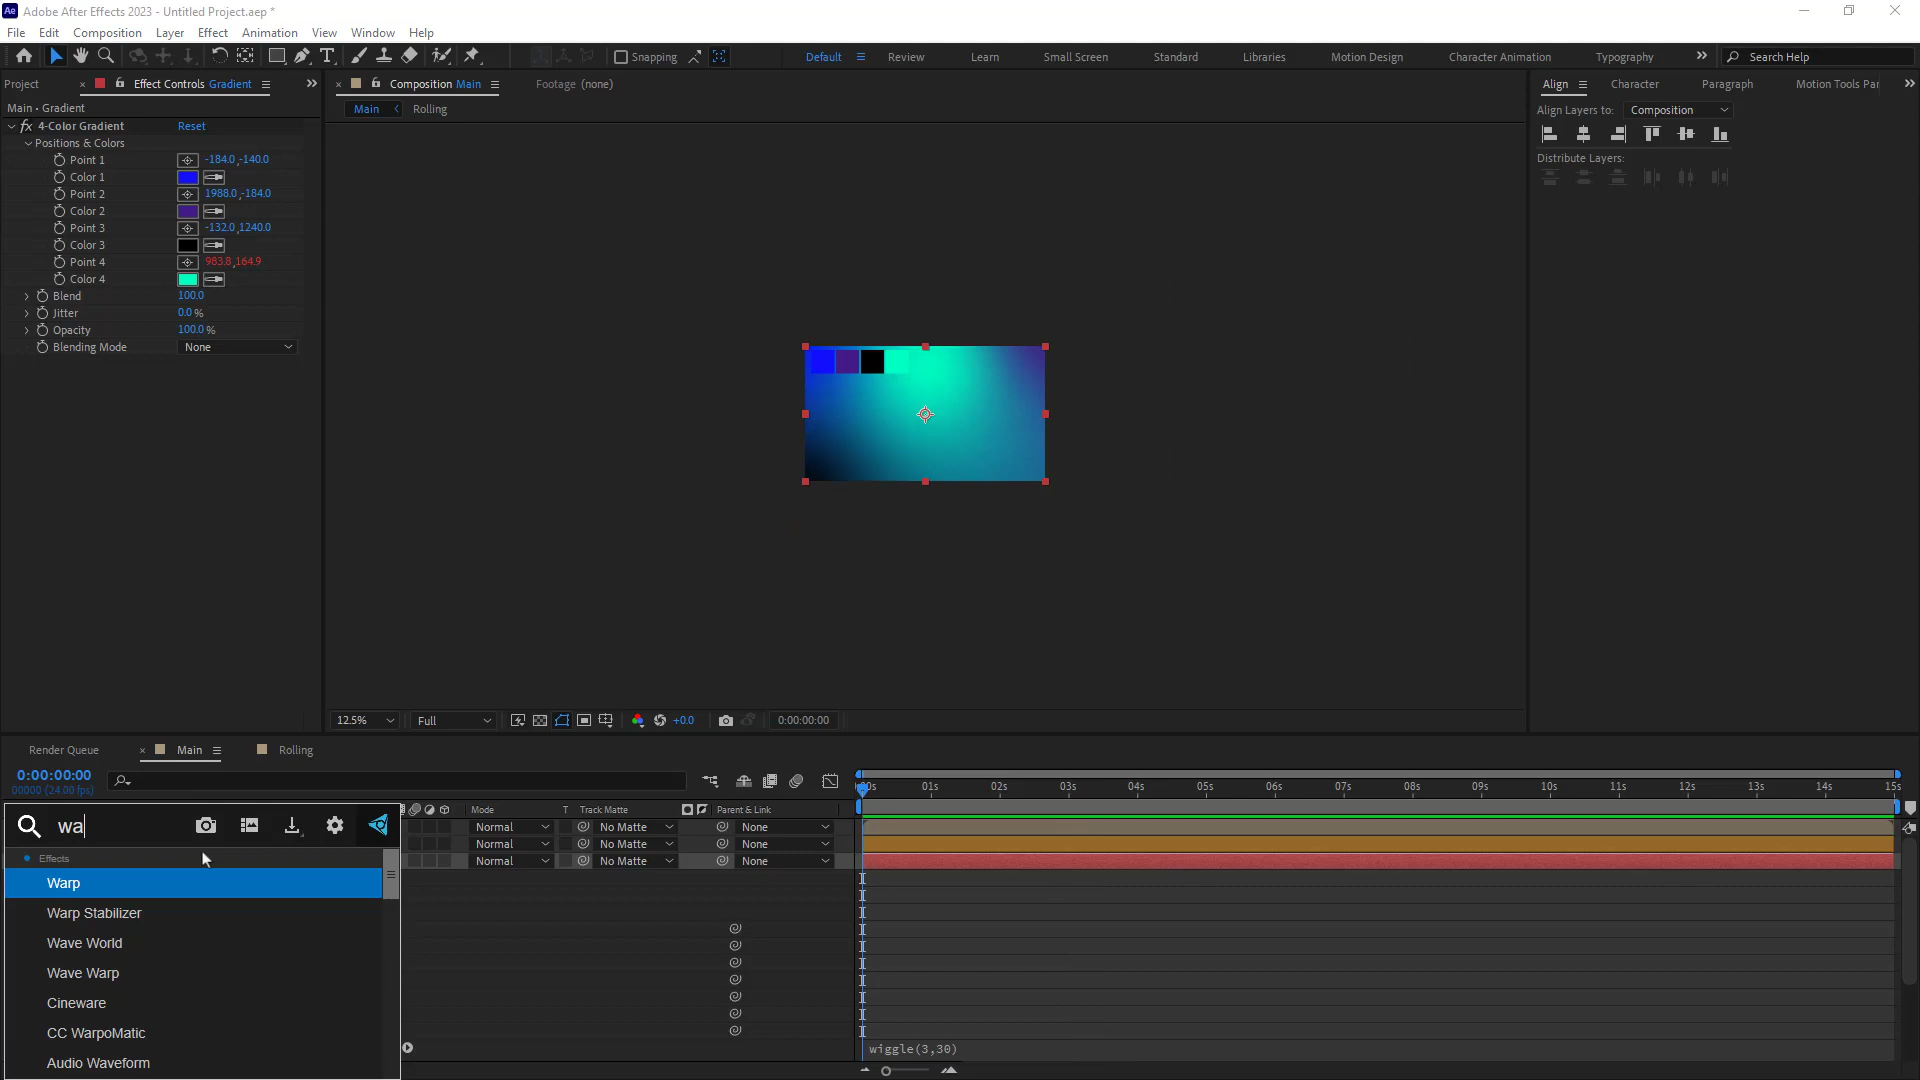 Adobe After Effects 2023 - Untitled Project.aep *
File Edit Composition Layer Effect Animation View Window Help
Snapping Default Review Learn Small Screen Standard Libraries Motion Design Character Animation Typography Search Help
Project Effect Controls Gradient Composition Main Footage (none) Align Character Paragraph Motion Tools Par
Main • Gradient Main Rolling Align Layers to: Composition
fx 4-Color Gradient Reset
Positions & Colors
Distribute Layers:
Point 1 -184.0,-140.0
Color 1
Point 2 1988.0,-184.0
Color 2
Point 3 -132.0,1240.0
Color 3
Point 4 983.8,164.9
Color 4
Blend 100.0
Jitter 0.0 %
Opacity 100.0 %
Blending Mode None
12.5% Full +0.0 0:00:00:00
Render Queue Main Rolling
0:00:00:00
00000 (24.00 fps)
01s 02s 03s 04s 05s 06s 07s 08s 09s 10s 11s 12s 13s 14s 15s
Mode T Track Matte Parent & Link
wa
Normal No Matte None
Normal No Matte None
Normal No Matte None
Effects
Warp
Warp Stabilizer
Wave World
Wave Warp
Cineware
CC WarpoMatic
Audio Waveform
wiggle(3,30)